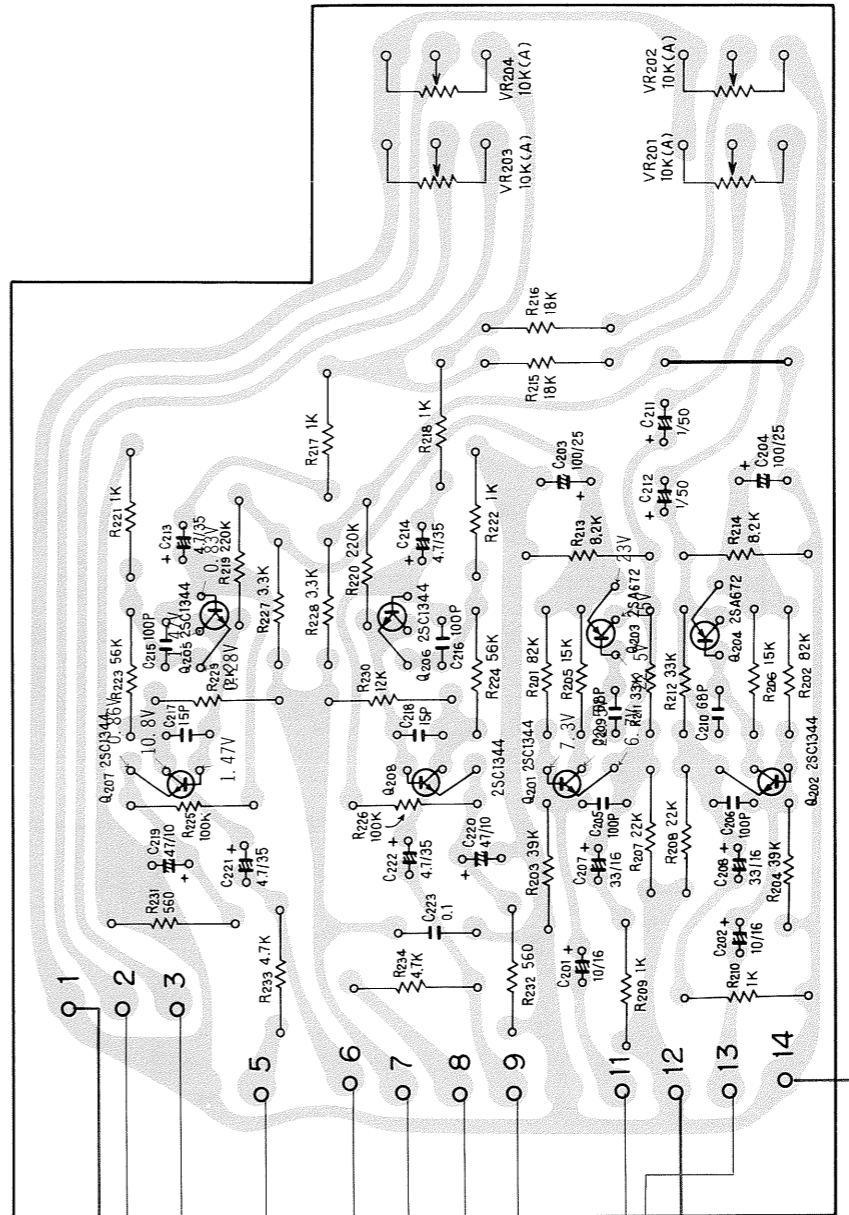 VR204
10K(A)
VR202
10K(A)
VR203
10K(A)
VR201
10K(A)
R216
18K
R215
18K
R217 1K
R218 1K
C211
+
1/50
C203
100/25
+
C204
100/25
+
C212
+
1/50
R221 1K
C213
+ 4.7/35
0.83V
R219 220K
R220 220K
C214
+ 4.7/35
R222 1K
R213
8.2K
R214
8.2K
23V
R227 3.3K
R228 3.3K
C215 100P
Q205 2SC1344
Q206 2SC1344
C216 100P
Q203 2SA672
Q204 2SA672
R223 56K
R224 56K
R201 82K
R205 15K
R211 33K
R212 33K
R206 15K
R202 82K
R229
12K
0.28V
R230
12K
C217
15P
C218
15P
C209 68P
C210 68P
0.86V
10.8V
1.47V
7.3V
Q207 2SC1344
Q208
2SC1344
Q201 2SC1344
Q202 2SC1344
R225
100K
R226
100K
C205
100P
C206
100P
C219
47/10
+
C221 +
4.7/35
C222 +
4.7/35
C220
47/10
+
R203 39K
C207 +
33/16
R207 22K
R208 22K
C208 +
33/16
R204 39K
R231
560
R233 4.7K
C223
0.1
R234
4.7K
R232 560
C201 +
10/16
R209 1K
C202 +
10/16
R210
1K
1
2
3
5
6
7
8
9
11
12
13
14